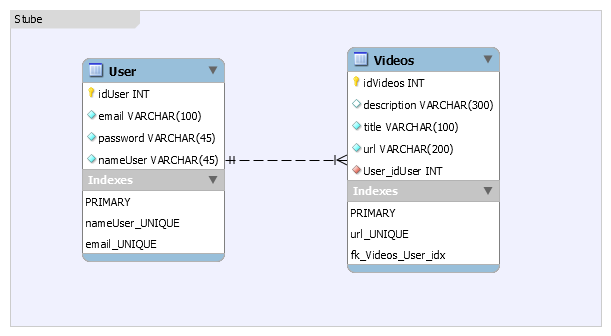 Stube
User
idUser INT
email VARCHAR(100)
password VARCHAR(45)
nameUser VARCHAR(45)
Indexes
PRIMARY
nameUser_UNIQUE
email_UNIQUE
Videos
idVideos INT
description VARCHAR(300)
title VARCHAR(100)
url VARCHAR(200)
User_idUser INT
Indexes
PRIMARY
url_UNIQUE
fk_Videos_User_idx